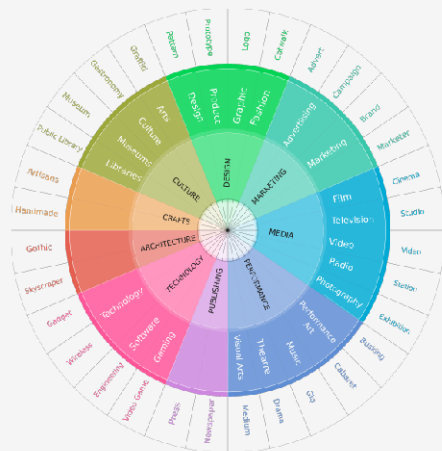 DESIGN
MARKETING
MEDIA
PERFORMANCE
PUBLISHING
TECHNOLOGY
ARCHITECTURE
CRAFTS
CULTURE
Design
Product
Graphic
Fashion
Advertising
Marketing
Film
Television
Video
Radio
Photography
Performance
Art
Music
Theatre
Visual Arts
Gaming
Software
Technology
Libraries
Museums
Culture
Arts
Pattern
Prototype
Logo
Catwalk
Advert
Campaign
Brand
Marketer
Cinema
Studio
Video
Station
Exhibition
Busking
Cabaret
Gig
Drama
Medium
Newspaper
Press
Video Game
Engineering
Wireless
Gadget
Skyscraper
Gothic
Handmade
Artisans
Public Library
Museum
Gastronomy
Graffiti